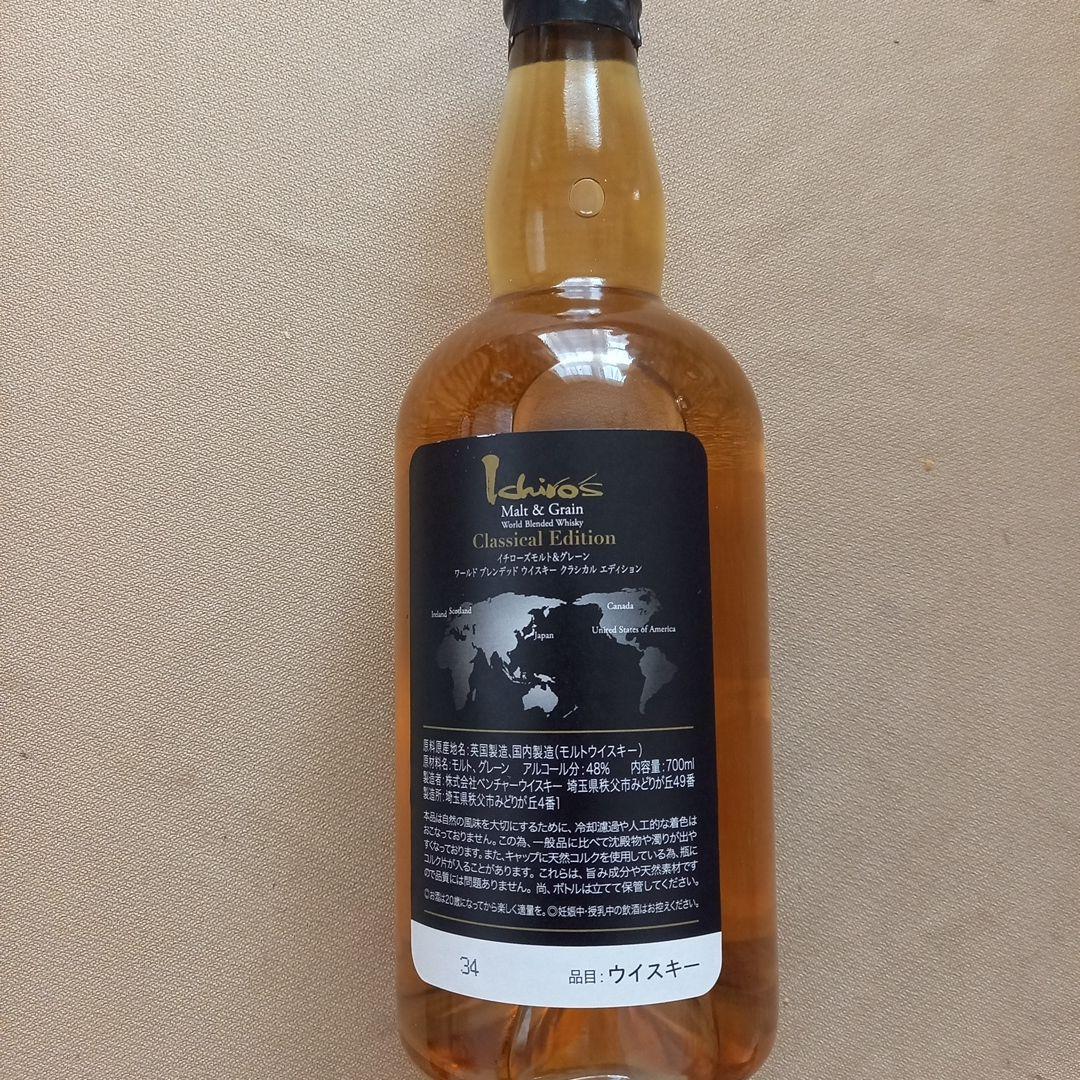 Ichiro's
Malt & Grain
World Blended Whisky
Classical Edition
イチローズモルト&グレーン
ワールド ブレンデッド ウイスキー クラシカル エディション
Ireland Scotland
Canada
Japan
United States of America
原料原産地名:英国製造、国内製造(モルトウイスキー)
原材料名:モルト、グレーン アルコール分:48% 内容量:700ml
製造者:株式会社ベンチャーウイスキー 埼玉県秩父市みどりが丘49番
製造所:埼玉県秩父市みどりが丘4番1
本品は自然の風味を大切にするために、冷却濾過や人工的な着色は
おこなっておりません。この為、一般品に比べて沈殿物や濁りが出や
すくなっております。また、キャップに天然コルクを使用している為、瓶に
コルク片が入ることがあります。これらは、旨み成分や天然素材です
ので品質には問題ありません。尚、ボトルは立てて保管してください。
◎お酒は20歳になってから楽しく適量を。◎妊娠中・授乳中の飲酒はお控えください。
34
品目:ウイスキー